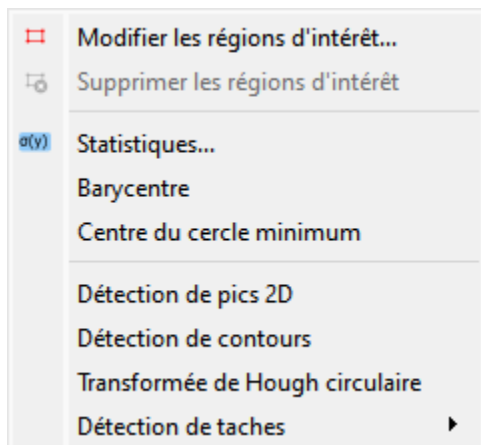 Modifier les régions d'intérêt...
Supprimer les régions d'intérêt
σ(y) Statistiques...
Barycentre
Centre du cercle minimum
Détection de pics 2D
Détection de contours
Transformée de Hough circulaire
Détection de taches